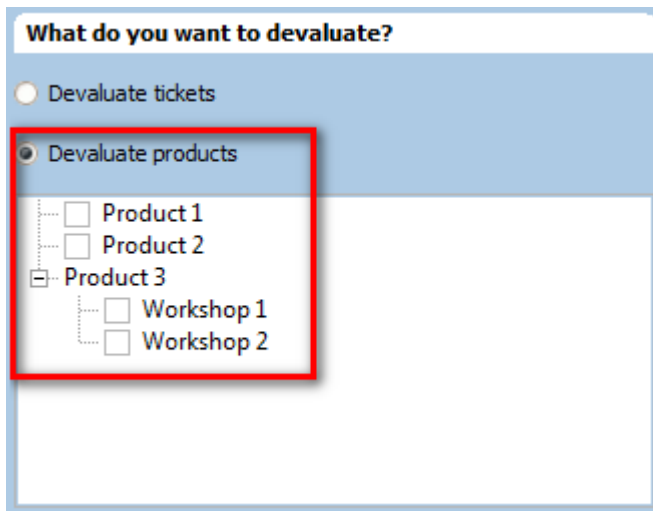 What do you want to devaluate?
Devaluate tickets
Devaluate products
Product 1
Product 2
Product 3
Workshop 1
Workshop 2